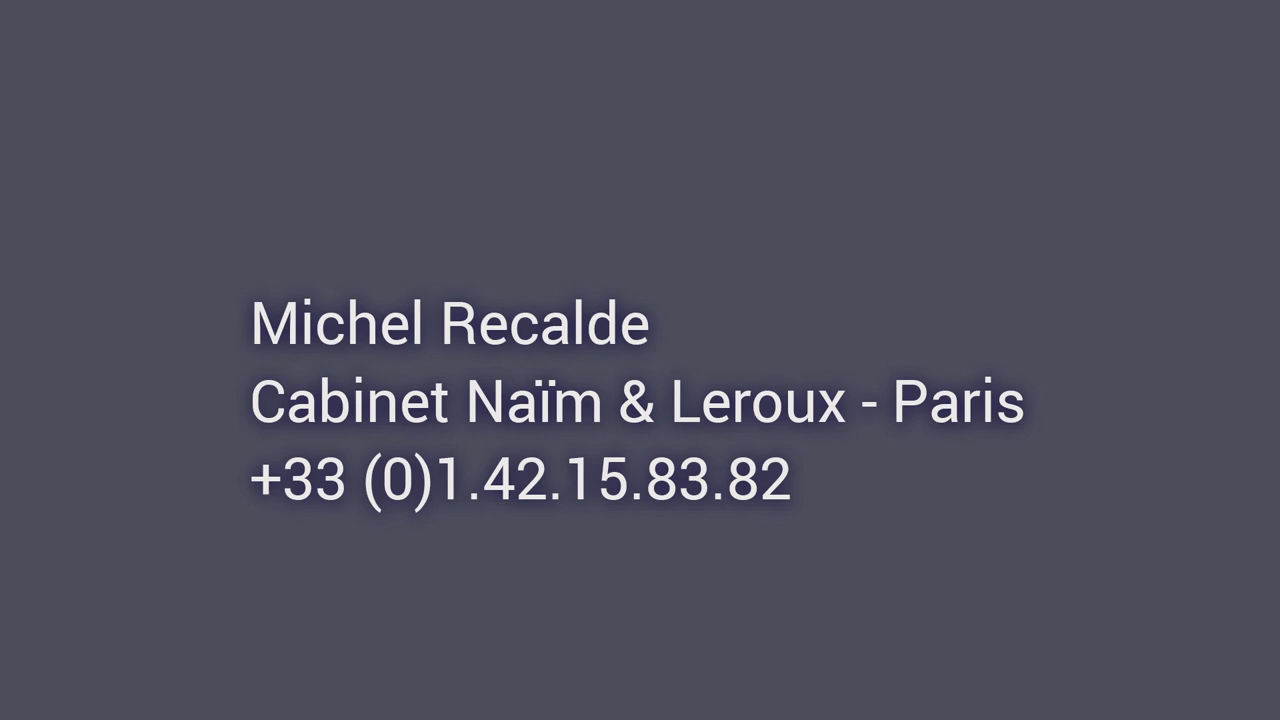 Michel Recalde
Cabinet Naïm & Leroux - Paris
+33 (0)1.42.15.83.82